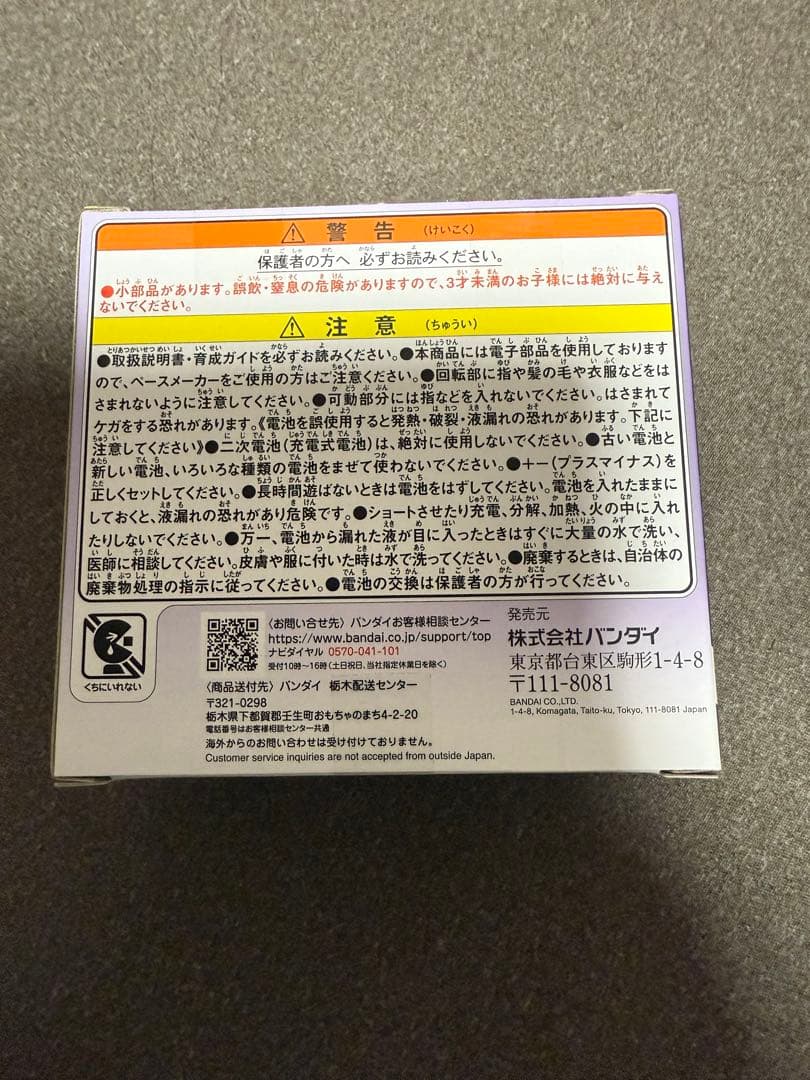 警告 (けいこく)
保護者の方へ 必ずお読みください。
●小部品があります。誤飲・窒息の危険がありますので、3才未満のお子様には絶対に与え
ないでください。
注意 (ちゅうい)
●取扱説明書・育成ガイドを必ずお読みください。●本商品には電子部品を使用しております
ので、ペースメーカーをご使用の方はご注意ください。●回転部に指や髪の毛や衣服などをは
さまれないように注意してください。●可動部分には指などを入れないでください。はさまれて
ケガをする恐れがあります。《電池を誤使用すると発熱・破裂・液漏れの恐れがあります。下記に
注意してください》●二次電池(充電式電池)は、絶対に使用しないでください。●古い電池と
新しい電池、いろいろな種類の電池をまぜて使わないでください。●+-(プラスマイナス)を
正しくセットしてください。●長時間遊ばないときは電池をはずしてください。電池を入れたままに
しておくと、液漏れの恐れがあり危険です。●ショートさせたり充電、分解、加熱、火の中に入れ
たりしないでください。●万一、電池から漏れた液が目に入ったときはすぐに大量の水で洗い、
医師に相談してください。皮膚や服に付いた時は水で洗ってください。●廃棄するときは、自治体の
廃棄物処理の指示に従ってください。●電池の交換は保護者の方が行ってください。
くちにいれない
〈お問い合せ先〉バンダイお客様相談センター
https://www.bandai.co.jp/support/top
ナビダイヤル 0570-041-101
受付10時〜16時(土日祝日、当社指定休業日を除く)
〈商品送付先〉バンダイ 栃木配送センター
〒321-0298
栃木県下都賀郡壬生町おもちゃのまち4-2-20
電話番号はお客様相談センター共通
海外からのお問い合わせは受け付けておりません。
Customer service inquiries are not accepted from outside Japan.
発売元
株式会社バンダイ
東京都台東区駒形1-4-8
〒111-8081
BANDAI CO.,LTD.
1-4-8, Komagata, Taito-ku, Tokyo, 111-8081 Japan